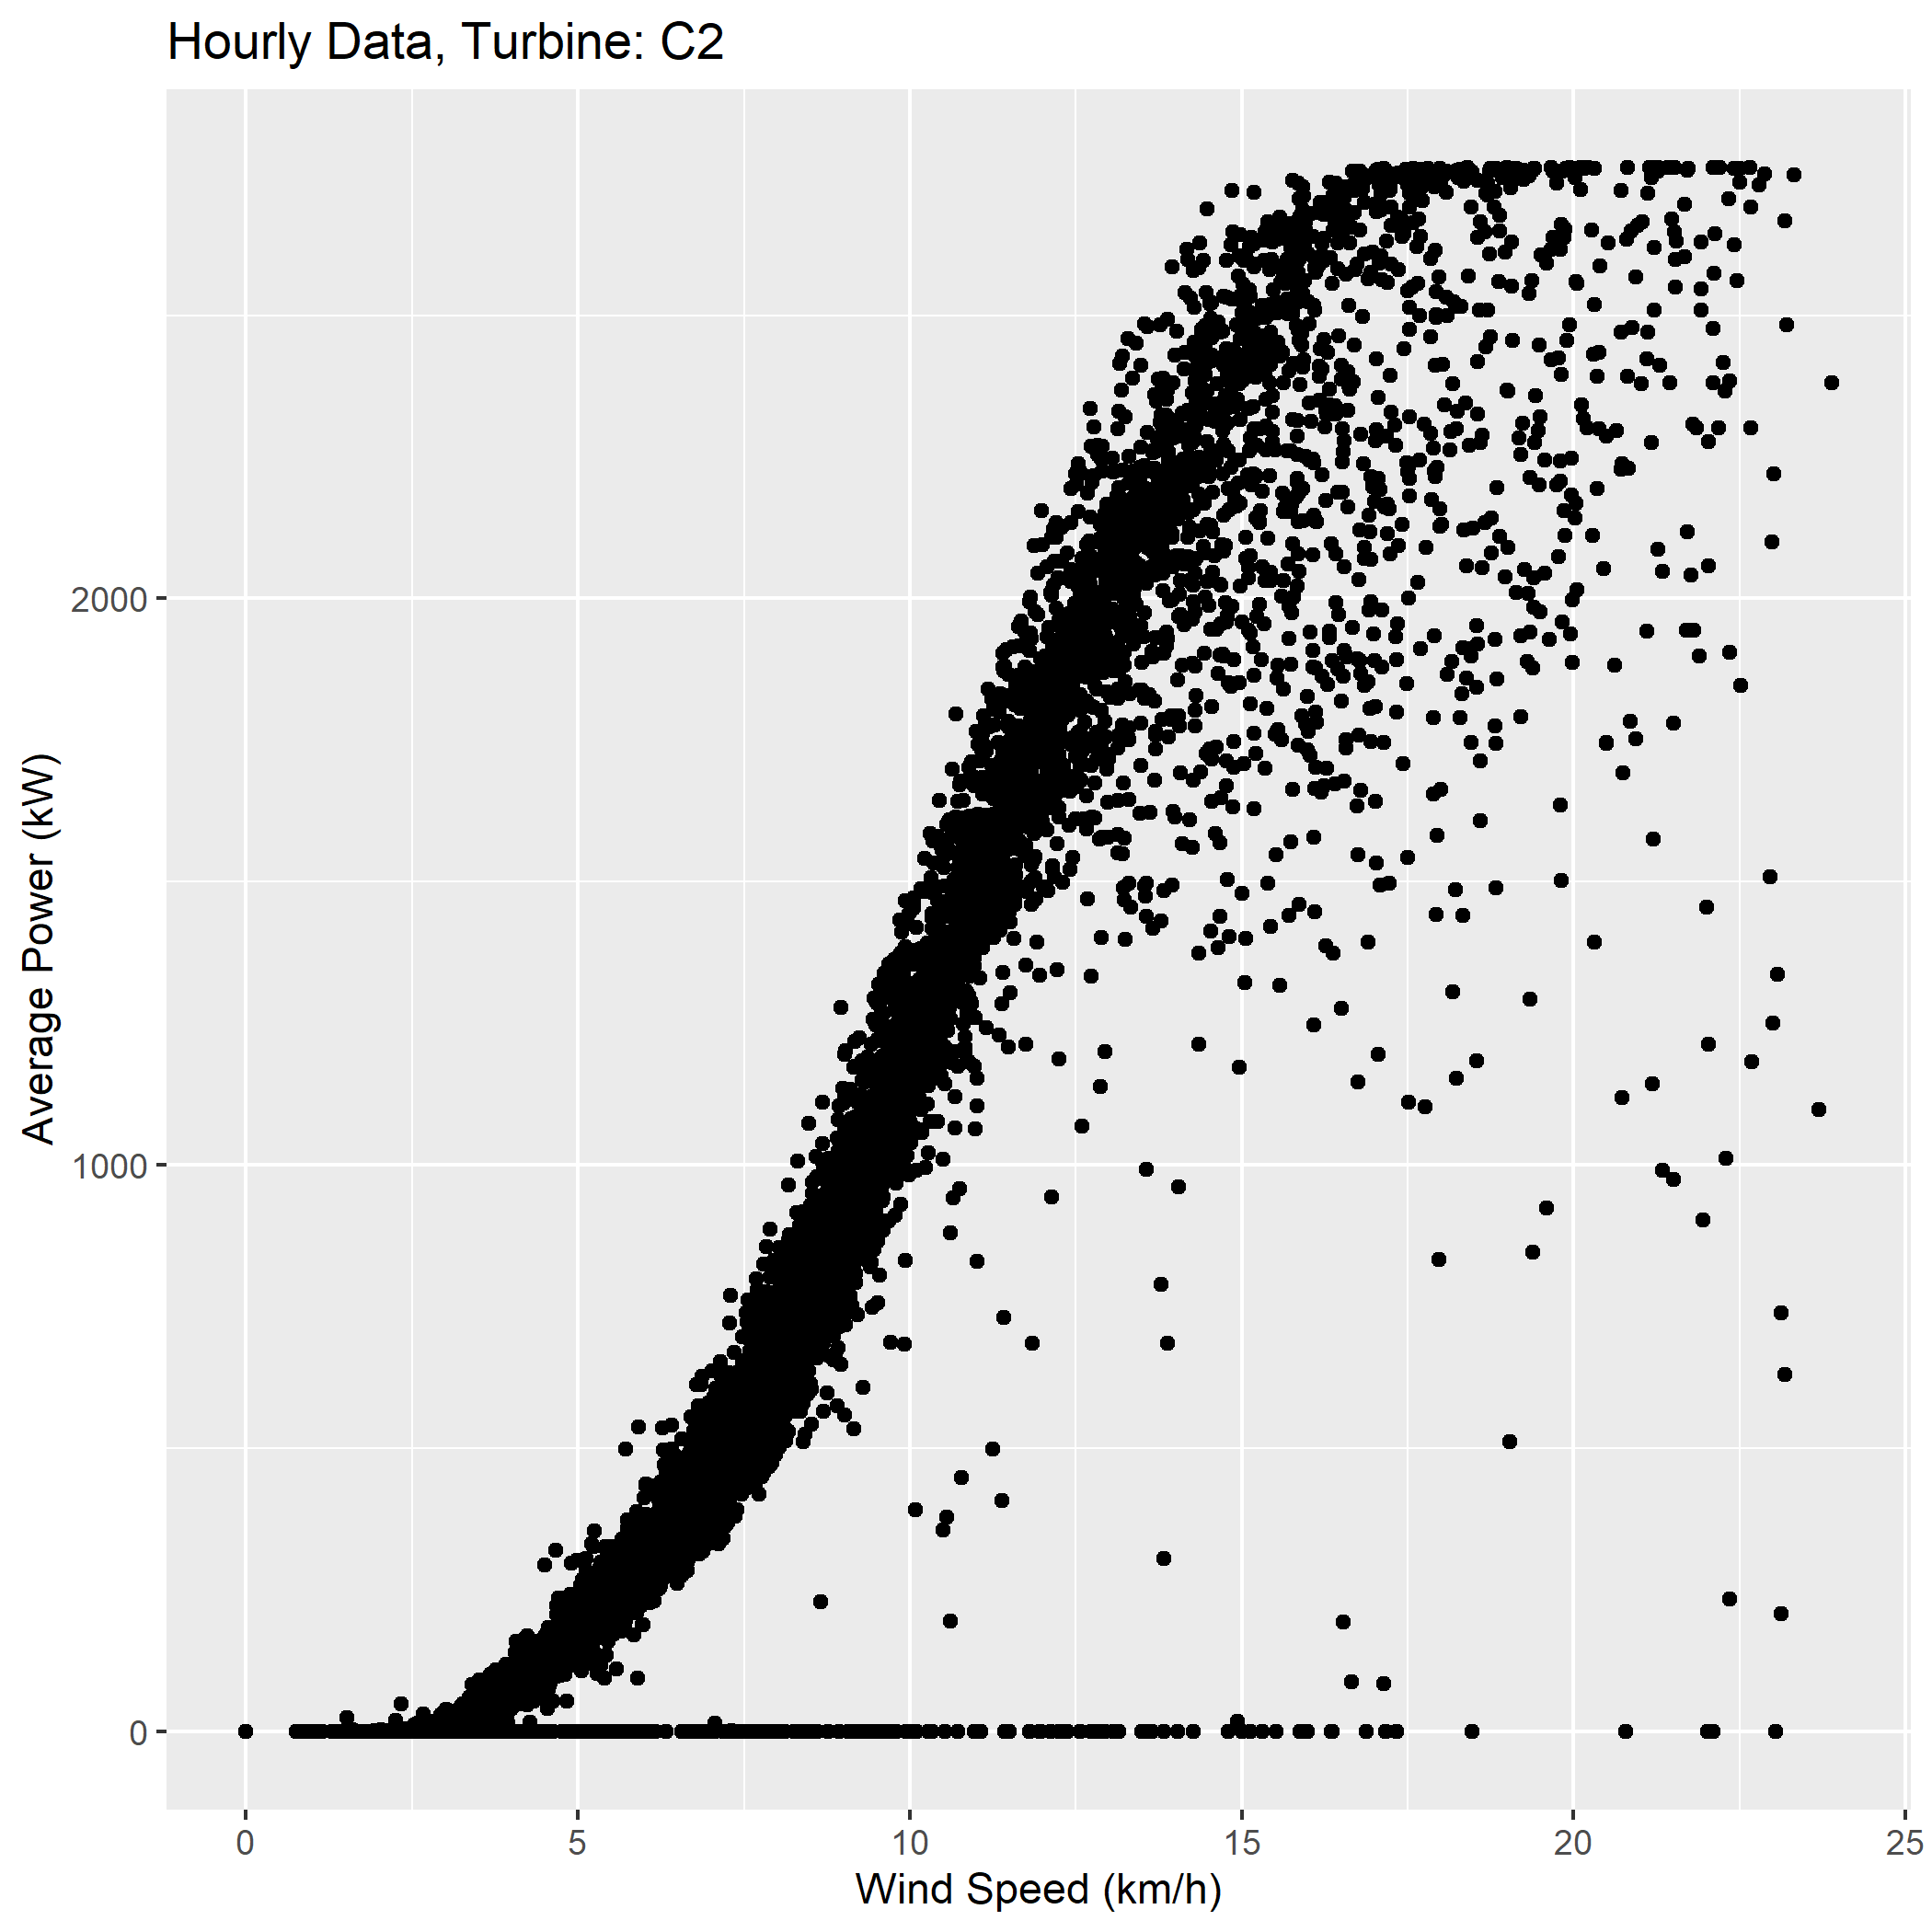 Hourly Data, Turbine: C2
Average Power (kW)
2000
1000
0
0 5 10 15 20 25
Wind Speed (km/h)